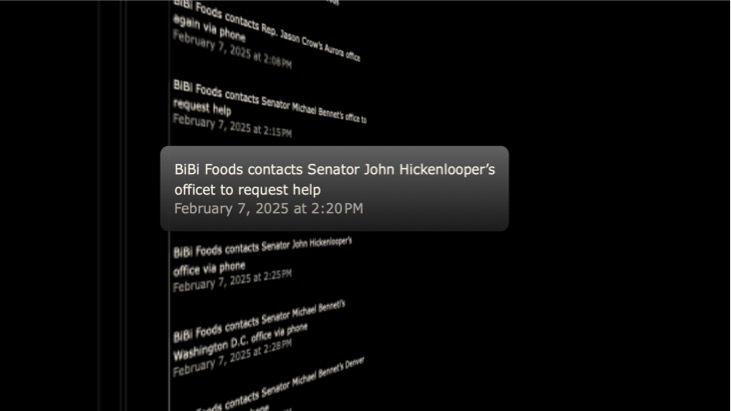 BiBi Foods contacts Rep. Jason Crow's Aurora office
again via phone
February 7, 2025 at 2:08PM
BiBi Foods contacts Senator Michael Bennet's office to
request help
February 7, 2025 at 2:15PM
BiBi Foods contacts Senator John Hickenlooper's
officet to request help
February 7, 2025 at 2:20PM
BiBi Foods contacts Senator John Hickenlooper's
office via phone
February 7, 2025 at 2:25PM
BiBi Foods contacts Senator Michael Bennet's
Washington D.C. office via phone
February 7, 2025 at 2:28PM
Foods contacts Senator Michael Bennet's Denver